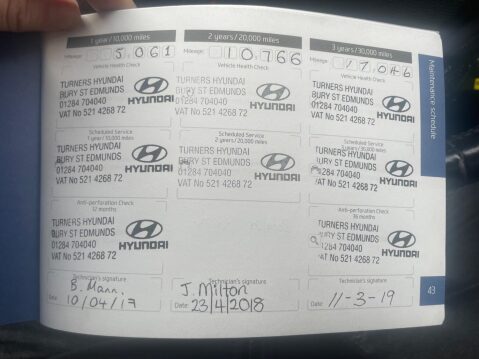 1 year/10,000 miles
Mileage: 5,061
Vehicle Health Check
TURNERS HYUNDAI
BURY ST EDMUNDS
01284 704040
VAT No 521 4268 72
HYUNDAI
Scheduled Service
1 year/10,000 miles
TURNERS HYUNDAI
BURY ST EDMUNDS
01284 704040
VAT No 521 4268 72
HYUNDAI
Anti-perforation Check
12 months
TURNERS HYUNDAI
BURY ST EDMUNDS
01284 704040
VAT No 521 4268 72
HYUNDAI
Technician's signature
B. Mann.
Date: 10/04/17
2 years/20,000 miles
Mileage: 10,766
Vehicle Health Check
TURNERS HYUNDAI
BURY ST EDMUNDS
01284 704040
VAT No 521 4268 72
HYUNDAI
Scheduled Service
2 years/20,000 miles
TURNERS HYUNDAI
BURY ST EDMUNDS
01284 704040
VAT No 521 4268 72
HYUNDAI
Technician's signature
J. Milton
Date: 23/4/2018
3 years/30,000 miles
Mileage: 17,046
Vehicle Health Check
TURNERS HYUNDAI
BURY ST EDMUNDS
01284 704040
VAT No 521 4268 72
HYUNDAI
Scheduled Service
3 years/30,000 miles
TURNERS HYUNDAI
BURY ST EDMUNDS
01284 704040
VAT No 521 4268 72
HYUNDAI
Anti-perforation Check
36 months
TURNERS HYUNDAI
BURY ST EDMUNDS
01284 704040
VAT No 521 4268 72
HYUNDAI
Technician's signature
Date: 11-3-19
Maintenance schedule
43